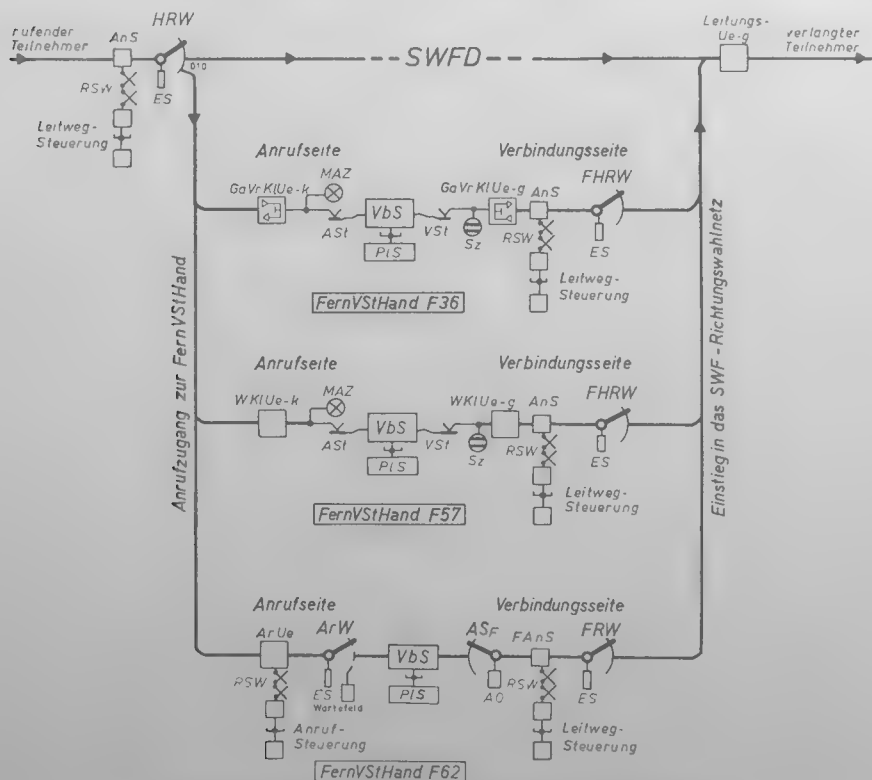 rufender
Teilnehmer
AnS
HRW
010
ES
RSW
Leitweg-
Steuerung
SWFD
Leitungs-
Ue-g
verlangter
Teilnehmer
Anrufzugang zur FernVStHand
Einstieg in das SWF-Richtungswahlnetz
Anrufseite
Verbindungsseite
GaVrKlUe-k
MAZ
ASt
VbS
PlS
VSt
Sz
GaVrKlUe-g
AnS
RSW
FHRW
ES
Leitweg-
Steuerung
FernVStHand F36
Anrufseite
Verbindungsseite
WKlUe-k
MAZ
ASt
VbS
PlS
VSt
Sz
WKlUe-g
AnS
RSW
FHRW
ES
Leitweg-
Steuerung
FernVStHand F57
Anrufseite
Verbindungsseite
ArUe
RSW
ArW
ES
Wartefeld
VbS
PlS
ASF
AO
FAnS
RSW
FRW
ES
Anruf-
Steuerung
Leitweg-
Steuerung
FernVStHand F62